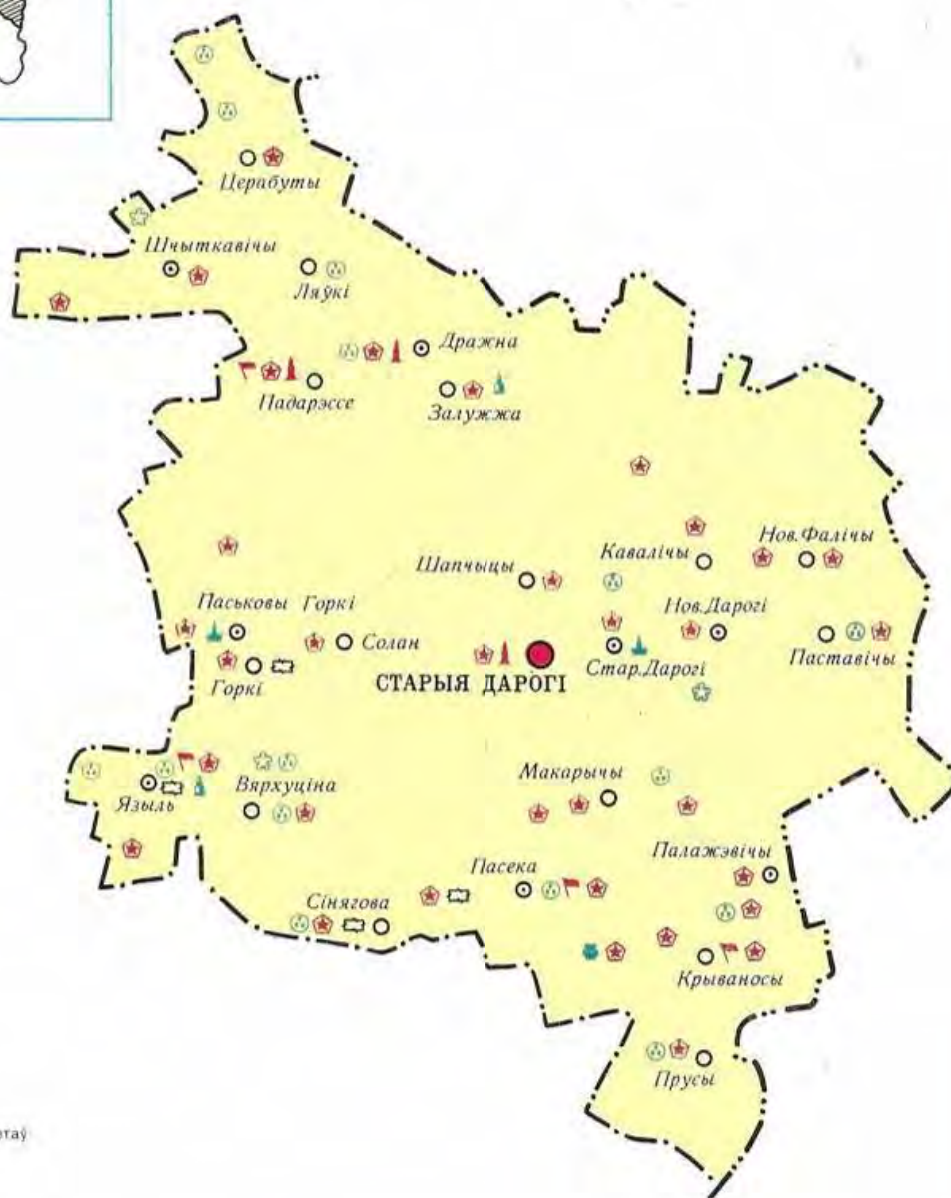 Церабуты
Шчыткавічы
Ляўкі
Дражна
Падарэссе
Залужжа
Шапчыцы
Кавалічы
Нов.Фалічы
Паськовы
Горкі
Солан
Нов.Дарогі
Горкі
СТАРЫЯ ДАРОГІ
Стар.Дарогі
Паставічы
Языль
Вярхуціна
Макарычы
Палажэвічы
Пасека
Сінягова
Крываносы
Прусы